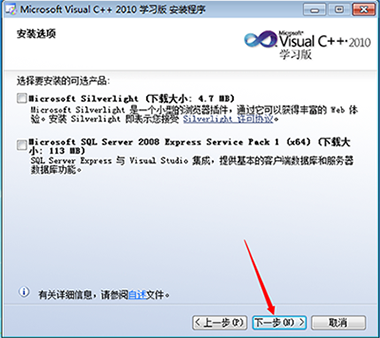 Microsoft Visual C++ 2010 学习版 安装程序
安装选项
Microsoft
Visual C++ 2010
学习版
选择要安装的可选产品:
Microsoft Silverlight (下载大小: 4.7 MB)
Microsoft Silverlight 是一个小型的浏览器插件，通过它可以获得丰富的 Web 体
验。安装 Silverlight 即表示您接受 Silverlight 许可协议。
Microsoft SQL Server 2008 Express Service Pack 1 (x64) (下载大
小: 113 MB)
SQL Server Express 与 Visual Studio 集成，提供基本的客户端数据库和服务器
数据库功能。
有关详细信息，请参阅自述文件。
< 上一步(P)
下一步(N) >
取消